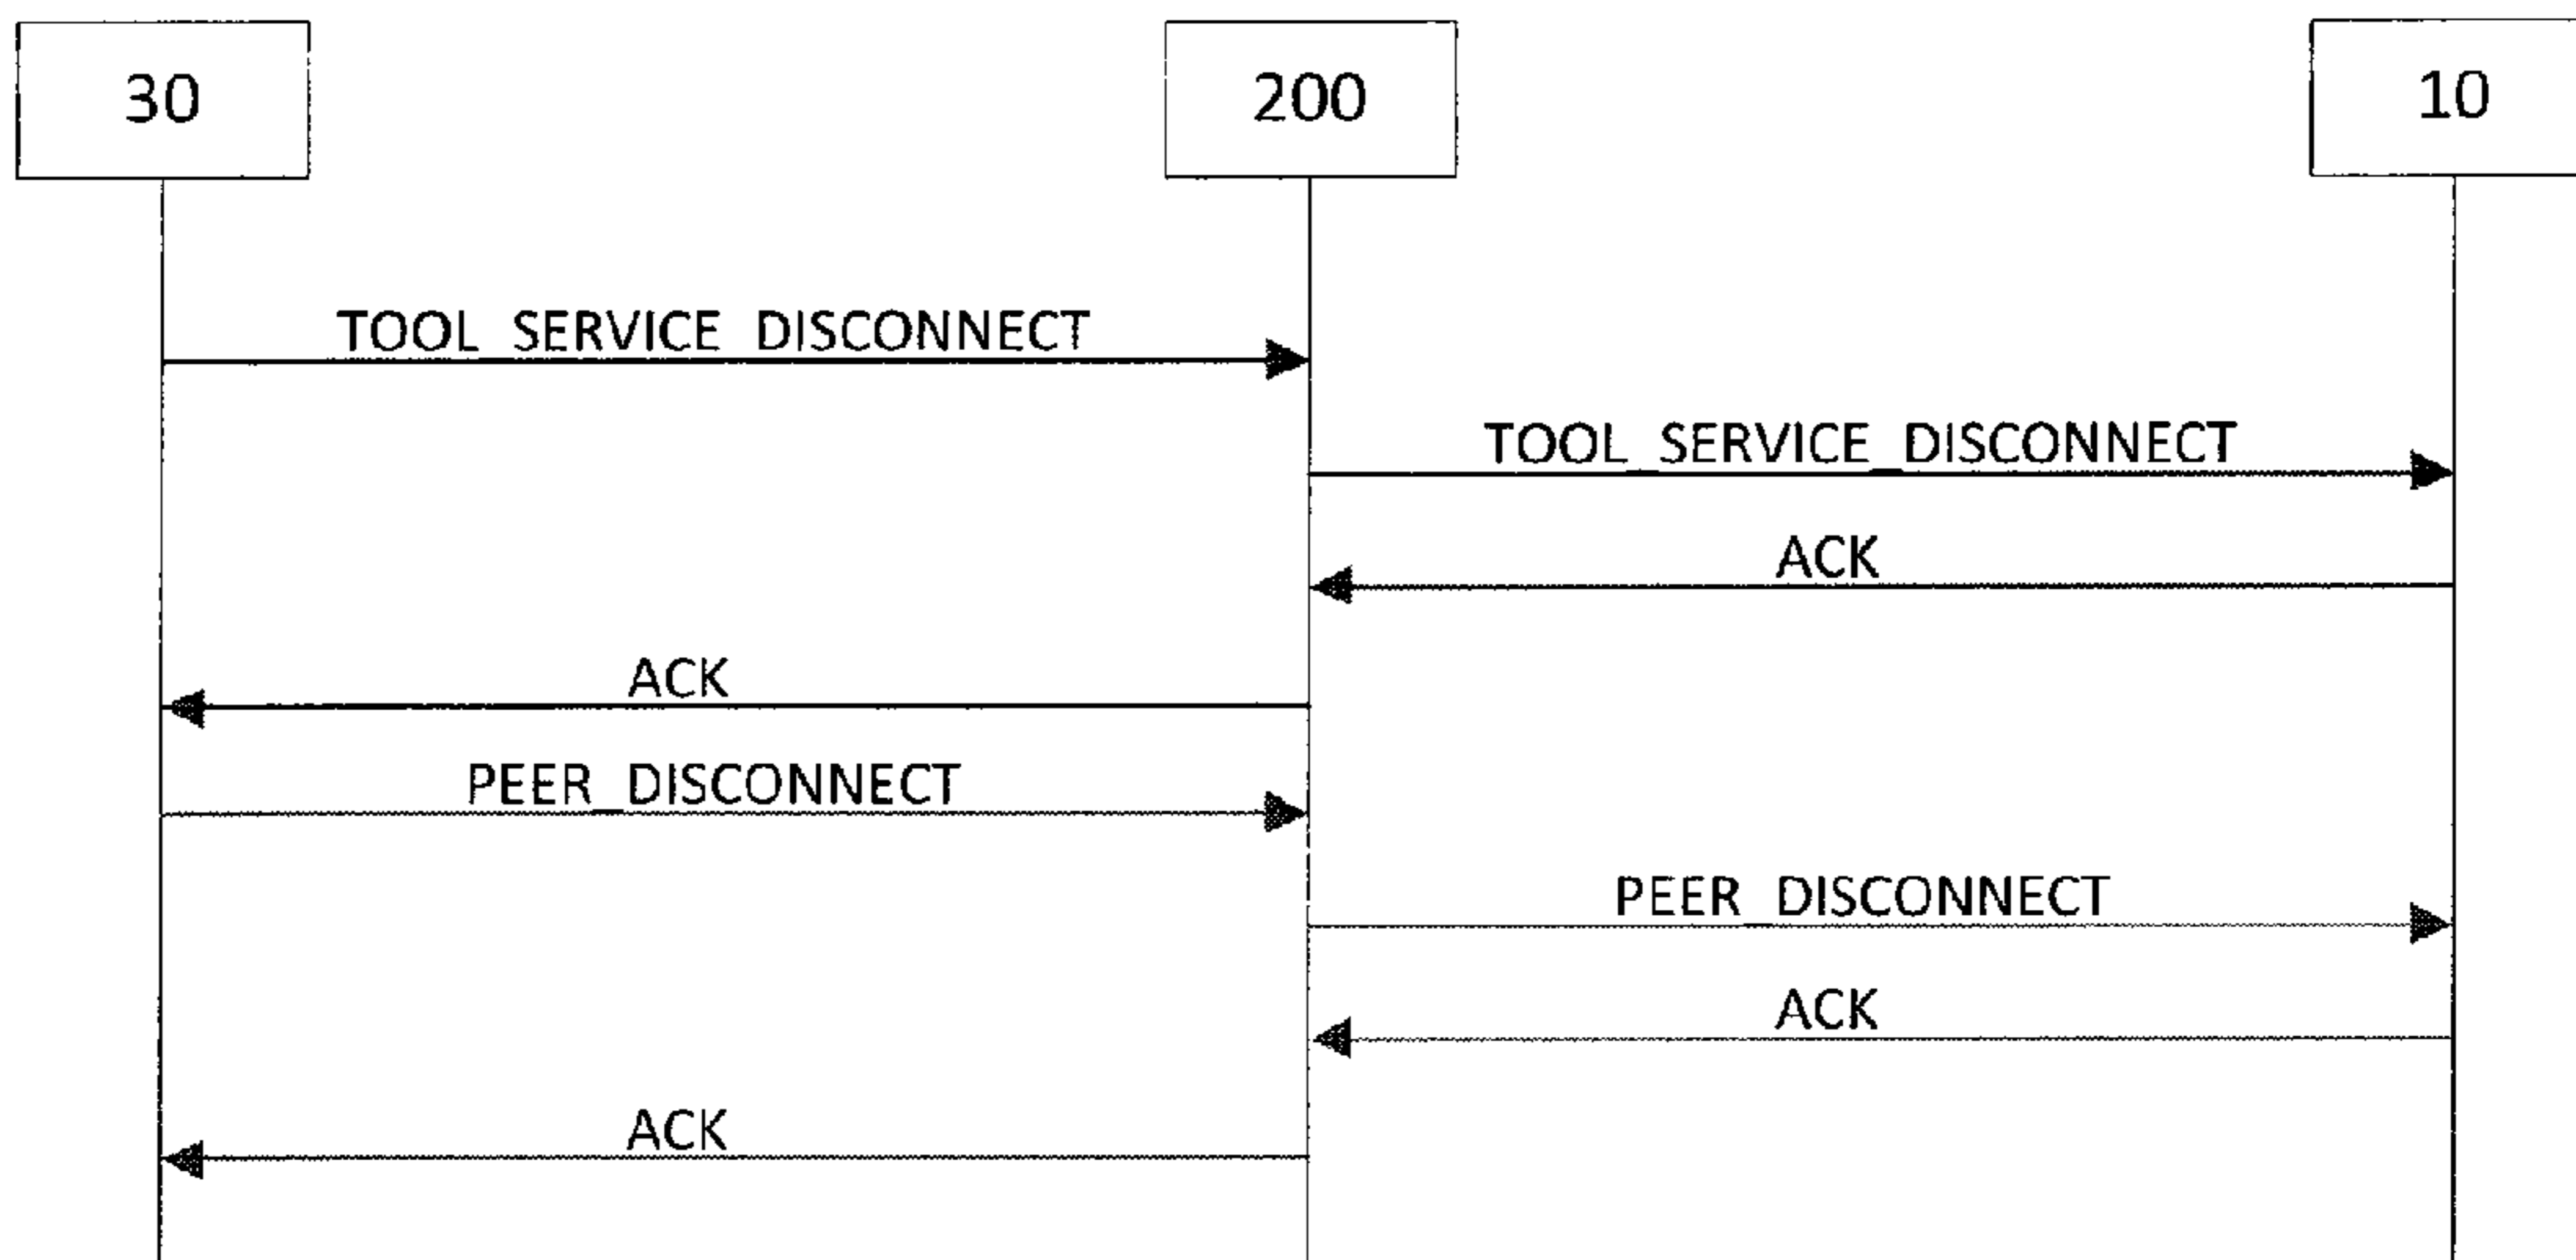 30
200
10
TOOL_SERVICE_DISCONNECT
TOOL_SERVICE_DISCONNECT
ACK
ACK
PEER_DISCONNECT
PEER_DISCONNECT
ACK
ACK